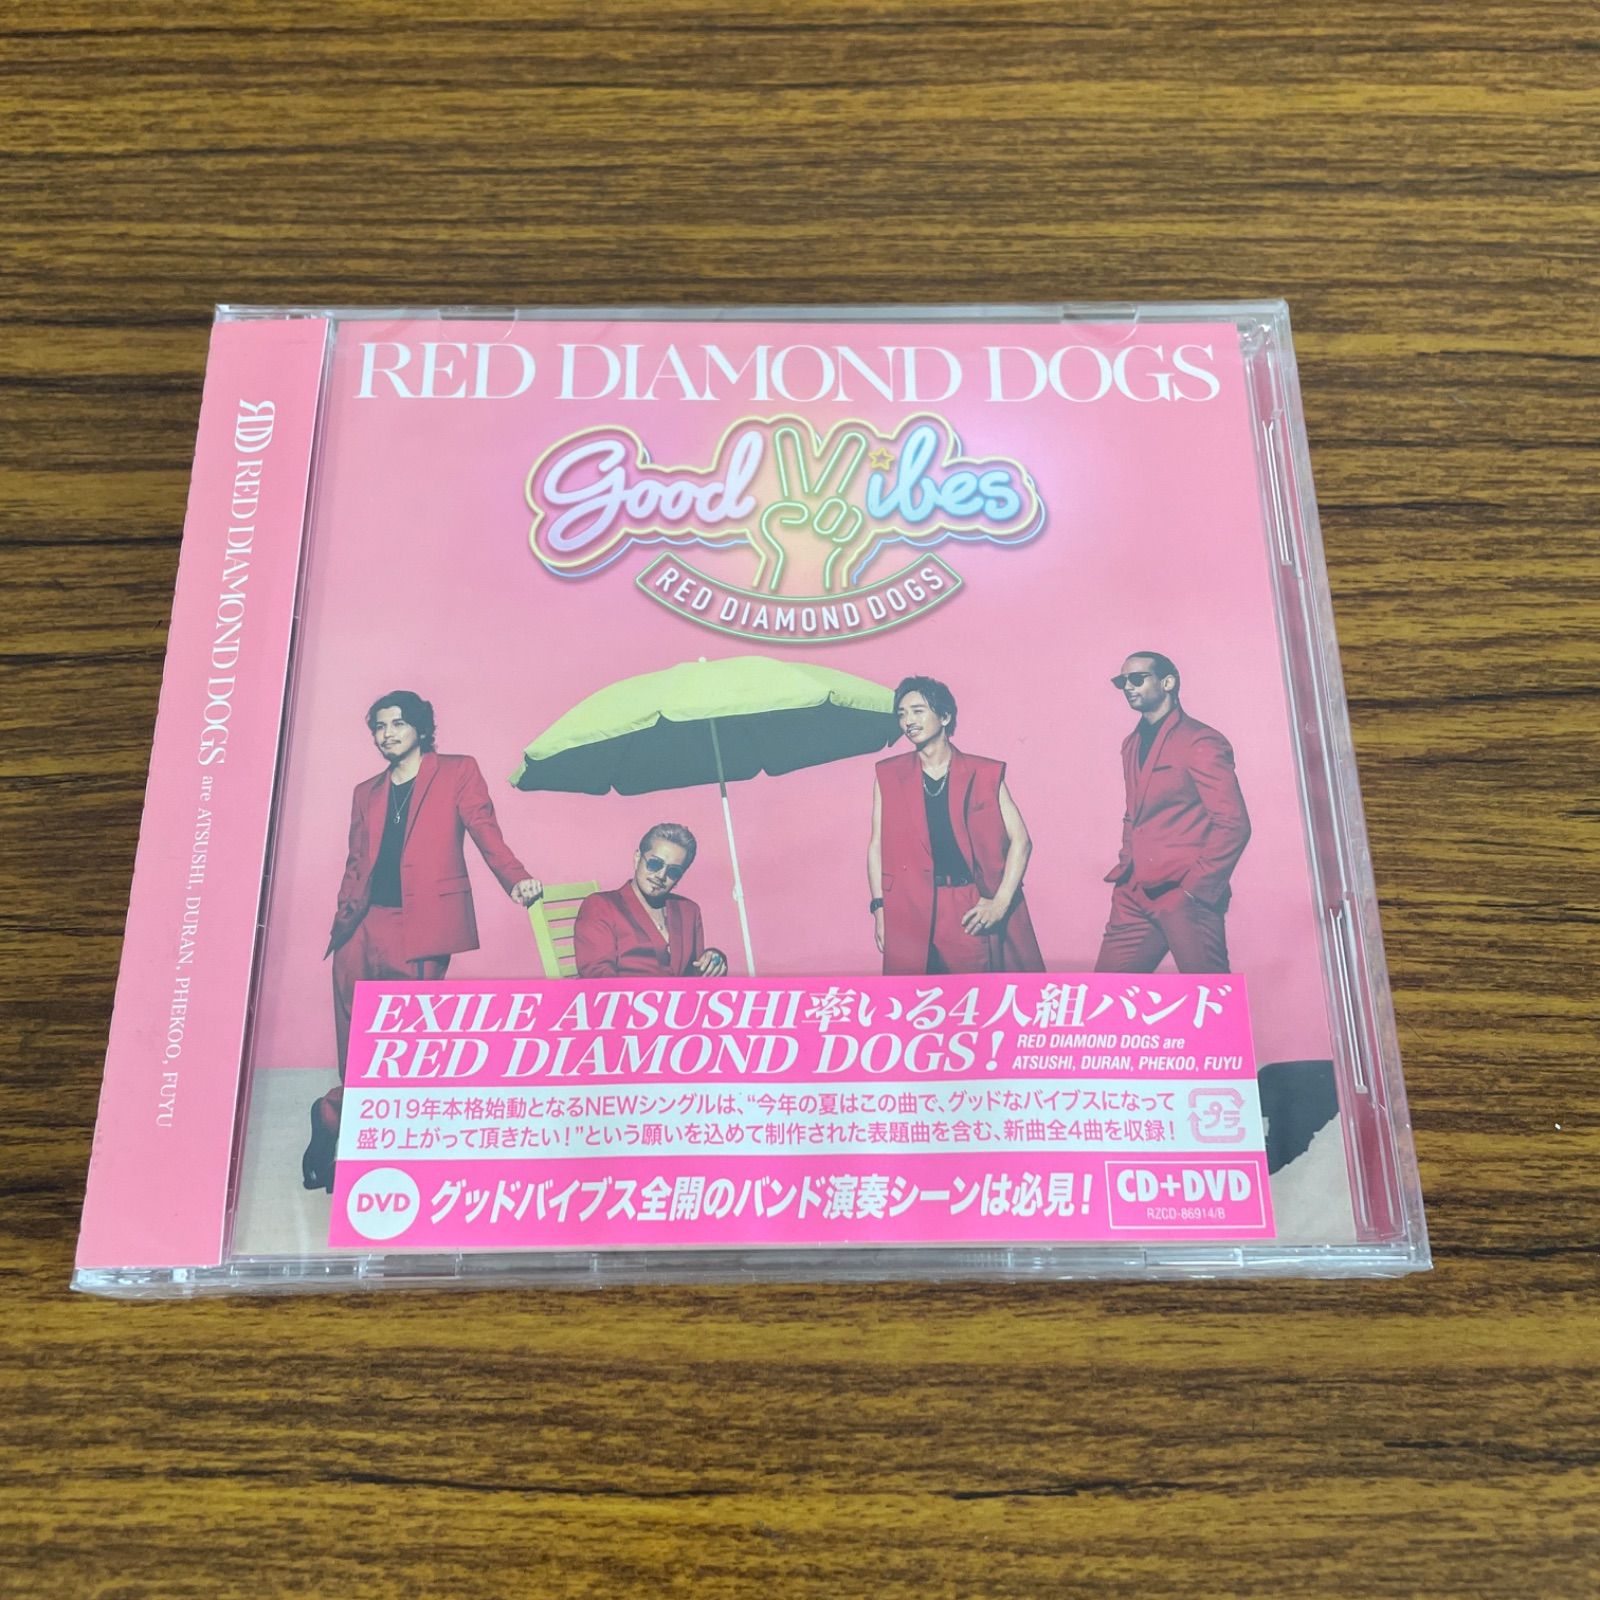 RED DIAMOND DOGS
good Vibes
RED DIAMOND DOGS
RED DIAMOND DOGS are ATSUSHI, DURAN, PHEKOO, FUYU
EXILE ATSUSHI率いる4人組バンド
RED DIAMOND DOGS!
RED DIAMOND DOGS are
ATSUSHI, DURAN, PHEKOO, FUYU
2019年本格始動となるNEWシングルは、“今年の夏はこの曲で、グッドなバイブスになって
盛り上がって頂きたい!”という願いを込めて制作された表題曲を含む、新曲全4曲を収録!
プラ
DVD グッドバイブス全開のバンド演奏シーンは必見!
CD+DVD
RZCD-86914/B